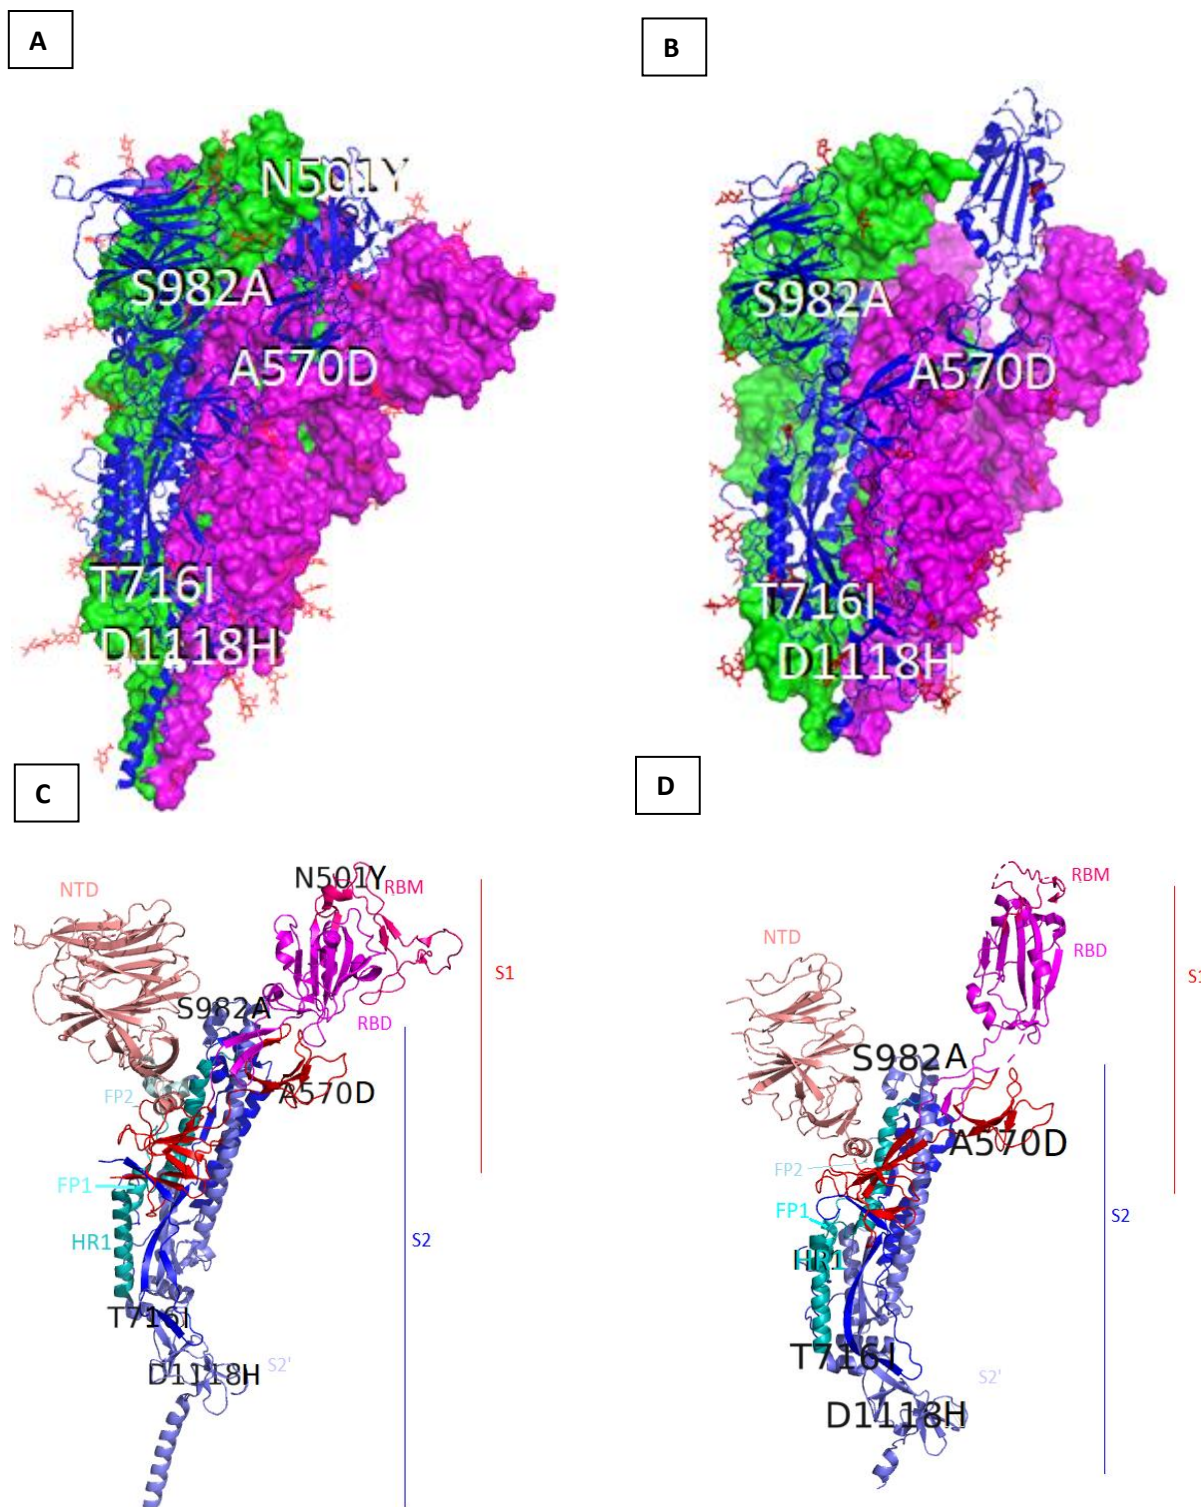 A
N501Y
S982A
A570D
T716I
D1118H
B
S982A
A570D
T716I
D1118H
C
N501Y
RBM
NTD
S1
S982A
RBD
A570D
FP2
FP1
HR1
S2
T716I
D1118H
S2'
D
RBM
NTD
RBD
S1
S982A
A570D
FP2
FP1
S2
HR1
T716I
S2'
D1118H